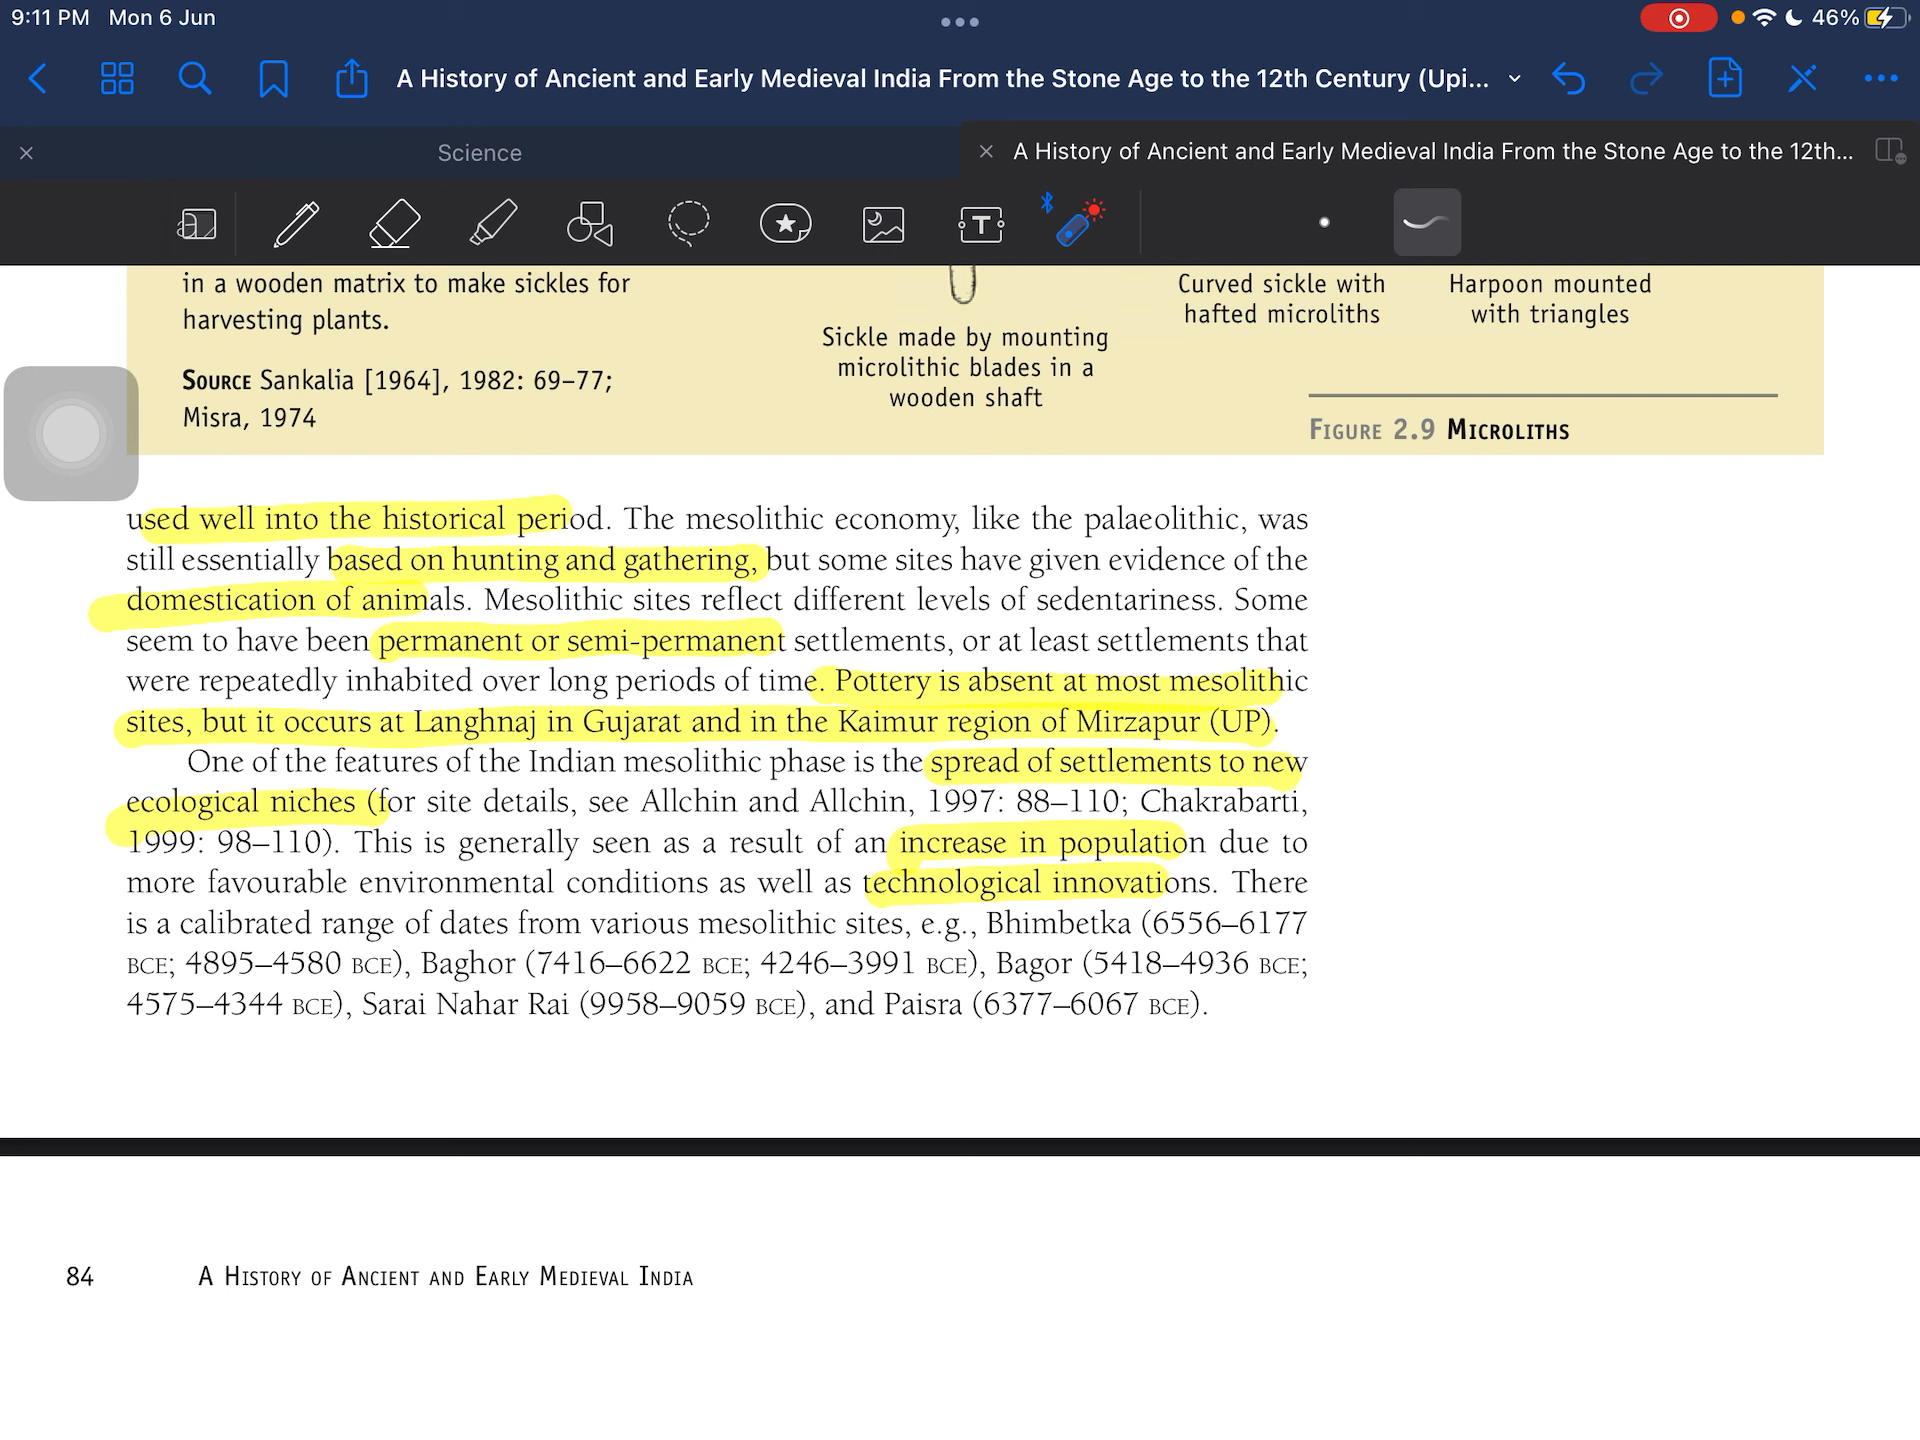 9:11 PM Mon 6 Jun
46%
A History of Ancient and Early Medieval India From the Stone Age to the 12th Century (Upi...
Science
A History of Ancient and Early Medieval India From the Stone Age to the 12th...
in a wooden matrix to make sickles for
harvesting plants.
SOURCE Sankalia [1964], 1982: 69–77;
Misra, 1974
Sickle made by mounting
microlithic blades in a
wooden shaft
Curved sickle with
hafted microliths
Harpoon mounted
with triangles
FIGURE 2.9 MICROLITHS
used well into the historical period. The mesolithic economy, like the palaeolithic, was
still essentially based on hunting and gathering, but some sites have given evidence of the
domestication of animals. Mesolithic sites reflect different levels of sedentariness. Some
seem to have been permanent or semi-permanent settlements, or at least settlements that
were repeatedly inhabited over long periods of time. Pottery is absent at most mesolithic
sites, but it occurs at Langhnaj in Gujarat and in the Kaimur region of Mirzapur (UP).
One of the features of the Indian mesolithic phase is the spread of settlements to new
ecological niches (for site details, see Allchin and Allchin, 1997: 88–110; Chakrabarti,
1999: 98–110). This is generally seen as a result of an increase in population due to
more favourable environmental conditions as well as technological innovations. There
is a calibrated range of dates from various mesolithic sites, e.g., Bhimbetka (6556–6177
BCE; 4895–4580 BCE), Baghor (7416–6622 BCE; 4246–3991 BCE), Bagor (5418–4936 BCE;
4575–4344 BCE), Sarai Nahar Rai (9958–9059 BCE), and Paisra (6377–6067 BCE).
84 A HISTORY OF ANCIENT AND EARLY MEDIEVAL INDIA